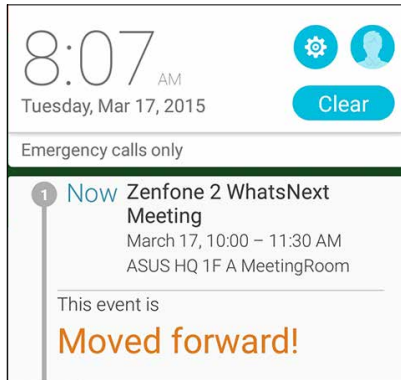 8:07 AM
Tuesday, Mar 17, 2015
Clear
Emergency calls only
1 Now Zenfone 2 WhatsNext
Meeting
March 17, 10:00 – 11:30 AM
ASUS HQ 1F A MeetingRoom
This event is
Moved forward!